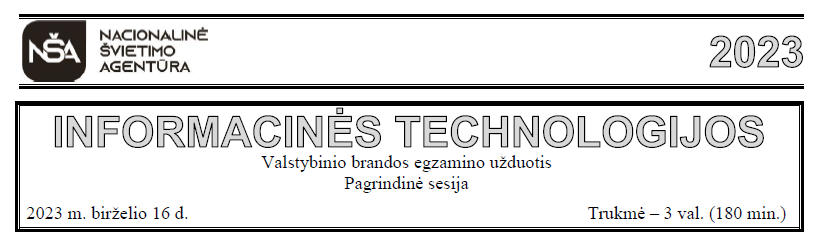 NŠA
NACIONALINĖ
ŠVIETIMO
AGENTŪRA
2023
INFORMACINĖS TECHNOLOGIJOS
Valstybinio brandos egzamino užduotis
Pagrindinė sesija
2023 m. birželio 16 d. Trukmė – 3 val. (180 min.)